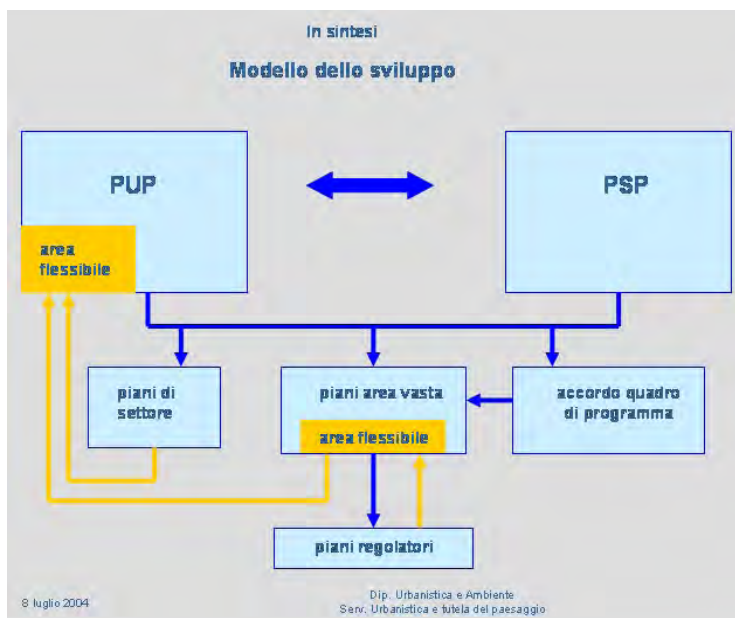 In sintesi
Modello dello sviluppo
PUP
PSP
area
flessibile
piani di
settore
piani area vasta
area flessibile
accordo quadro
di programma
piani regolatori
8 luglio 2004
Dip. Urbanistica e Ambiente
Serv. Urbanistica e tutela del paesaggio